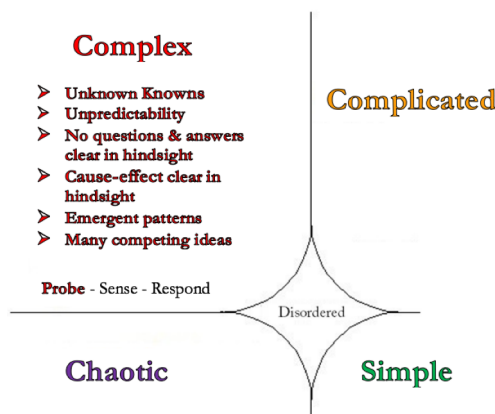 Complex
Unknown Knowns
Unpredictability
No questions & answers
clear in hindsight
Cause-effect clear in
hindsight
Emergent patterns
Many competing ideas
Probe - Sense - Respond
Complicated
Disordered
Chaotic
Simple